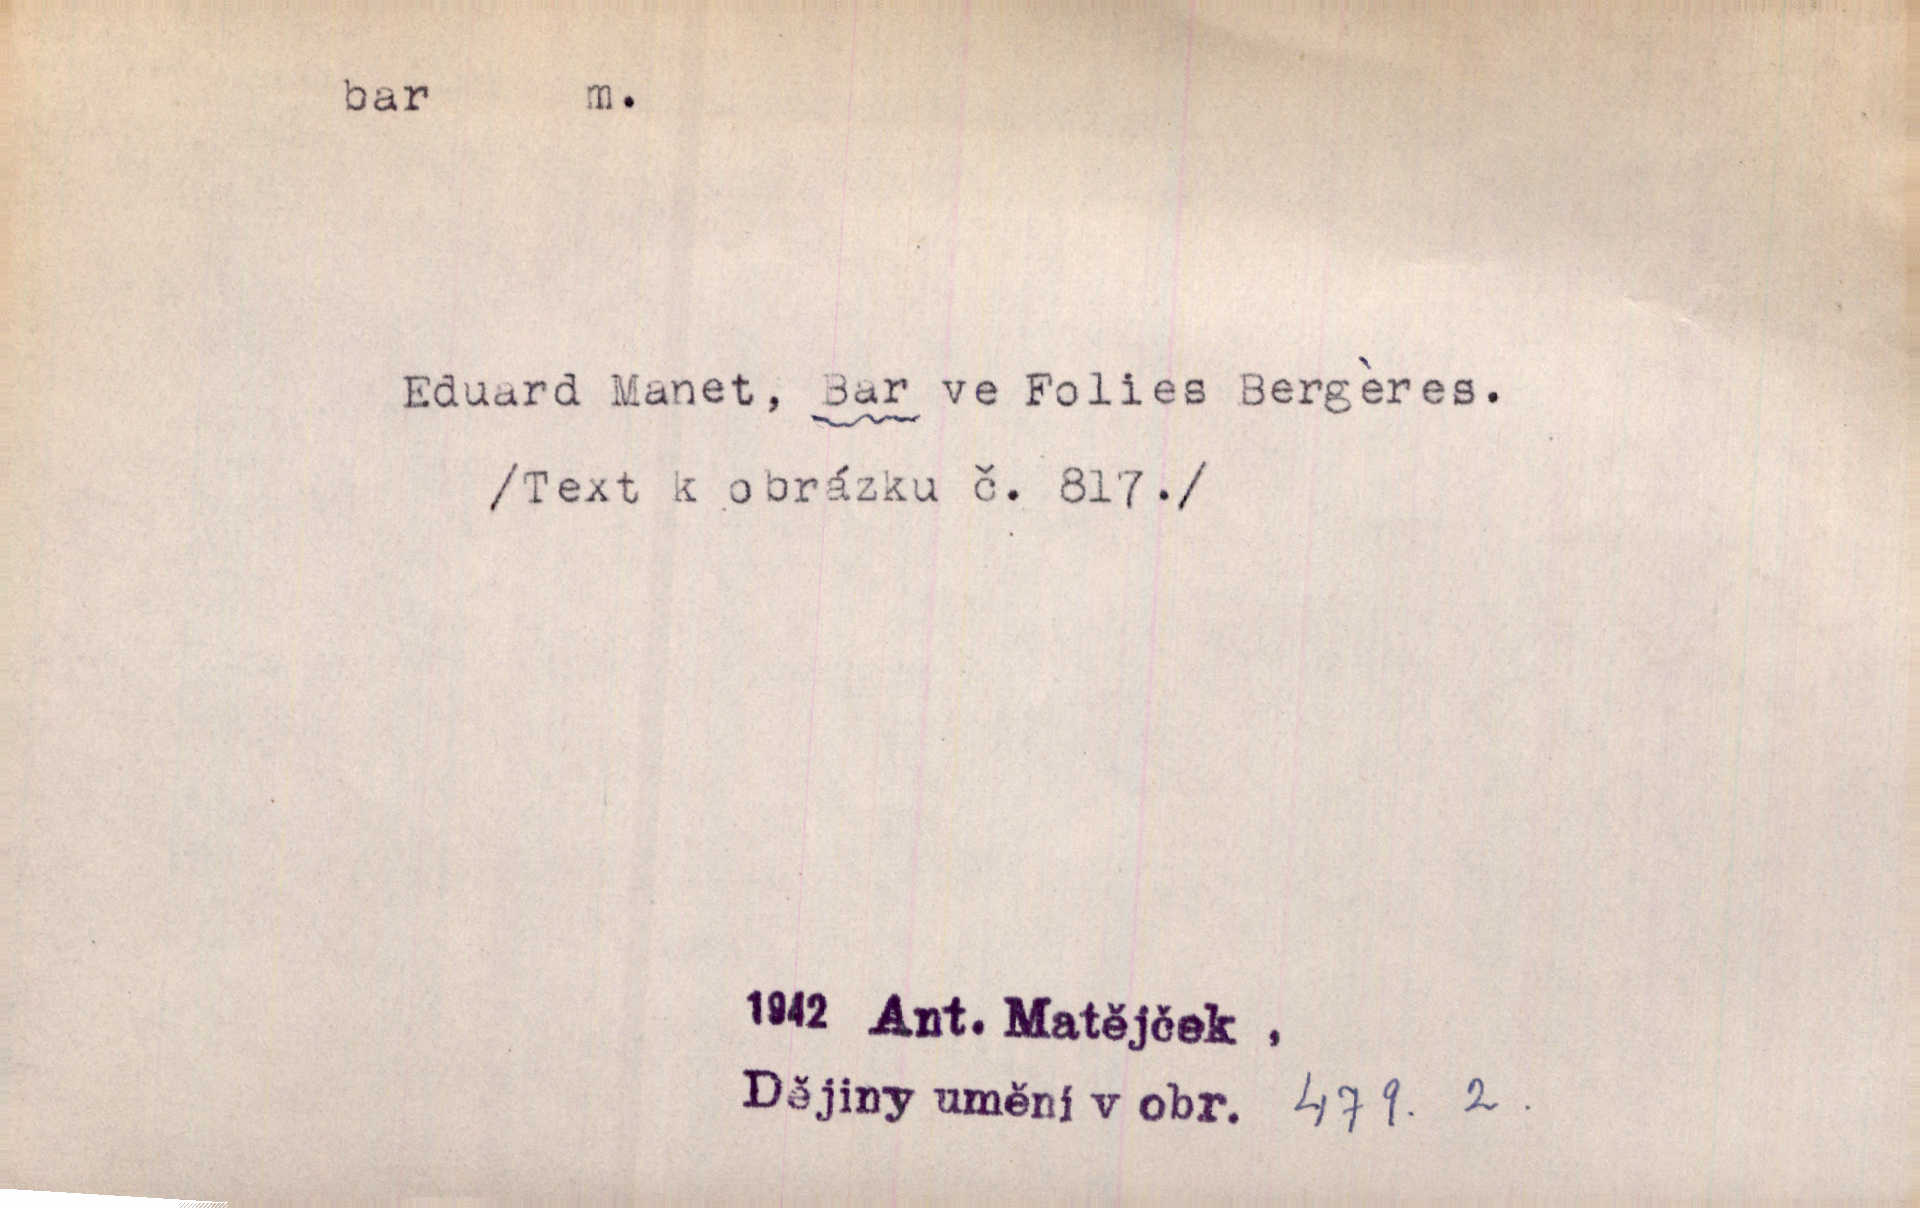 bar m.
Eduard Manet, Bar ve Folies Bergères.
/Text k obrázku č. 817./
1942 Ant. Matějček ,
Dějiny umění v obr. 479. 2.